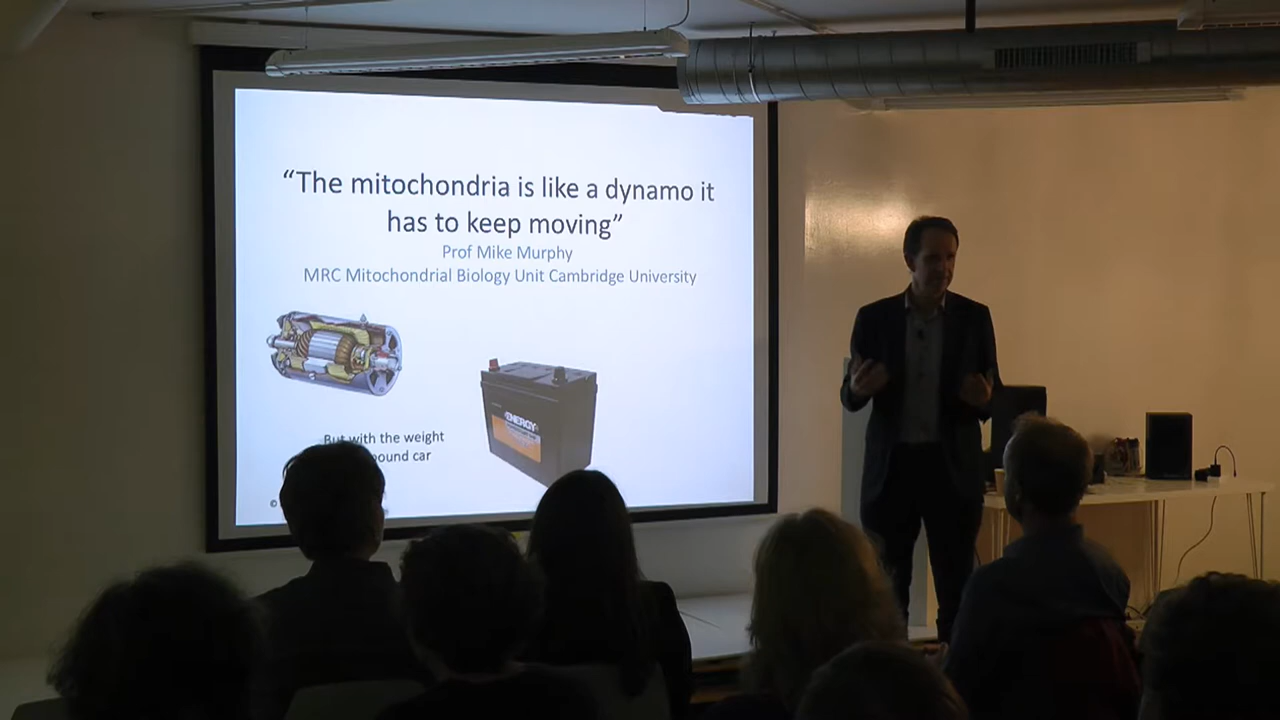 “The mitochondria is like a dynamo it
has to keep moving”
Prof Mike Murphy
MRC Mitochondrial Biology Unit Cambridge University
ENERGY
But with the weight
car
©